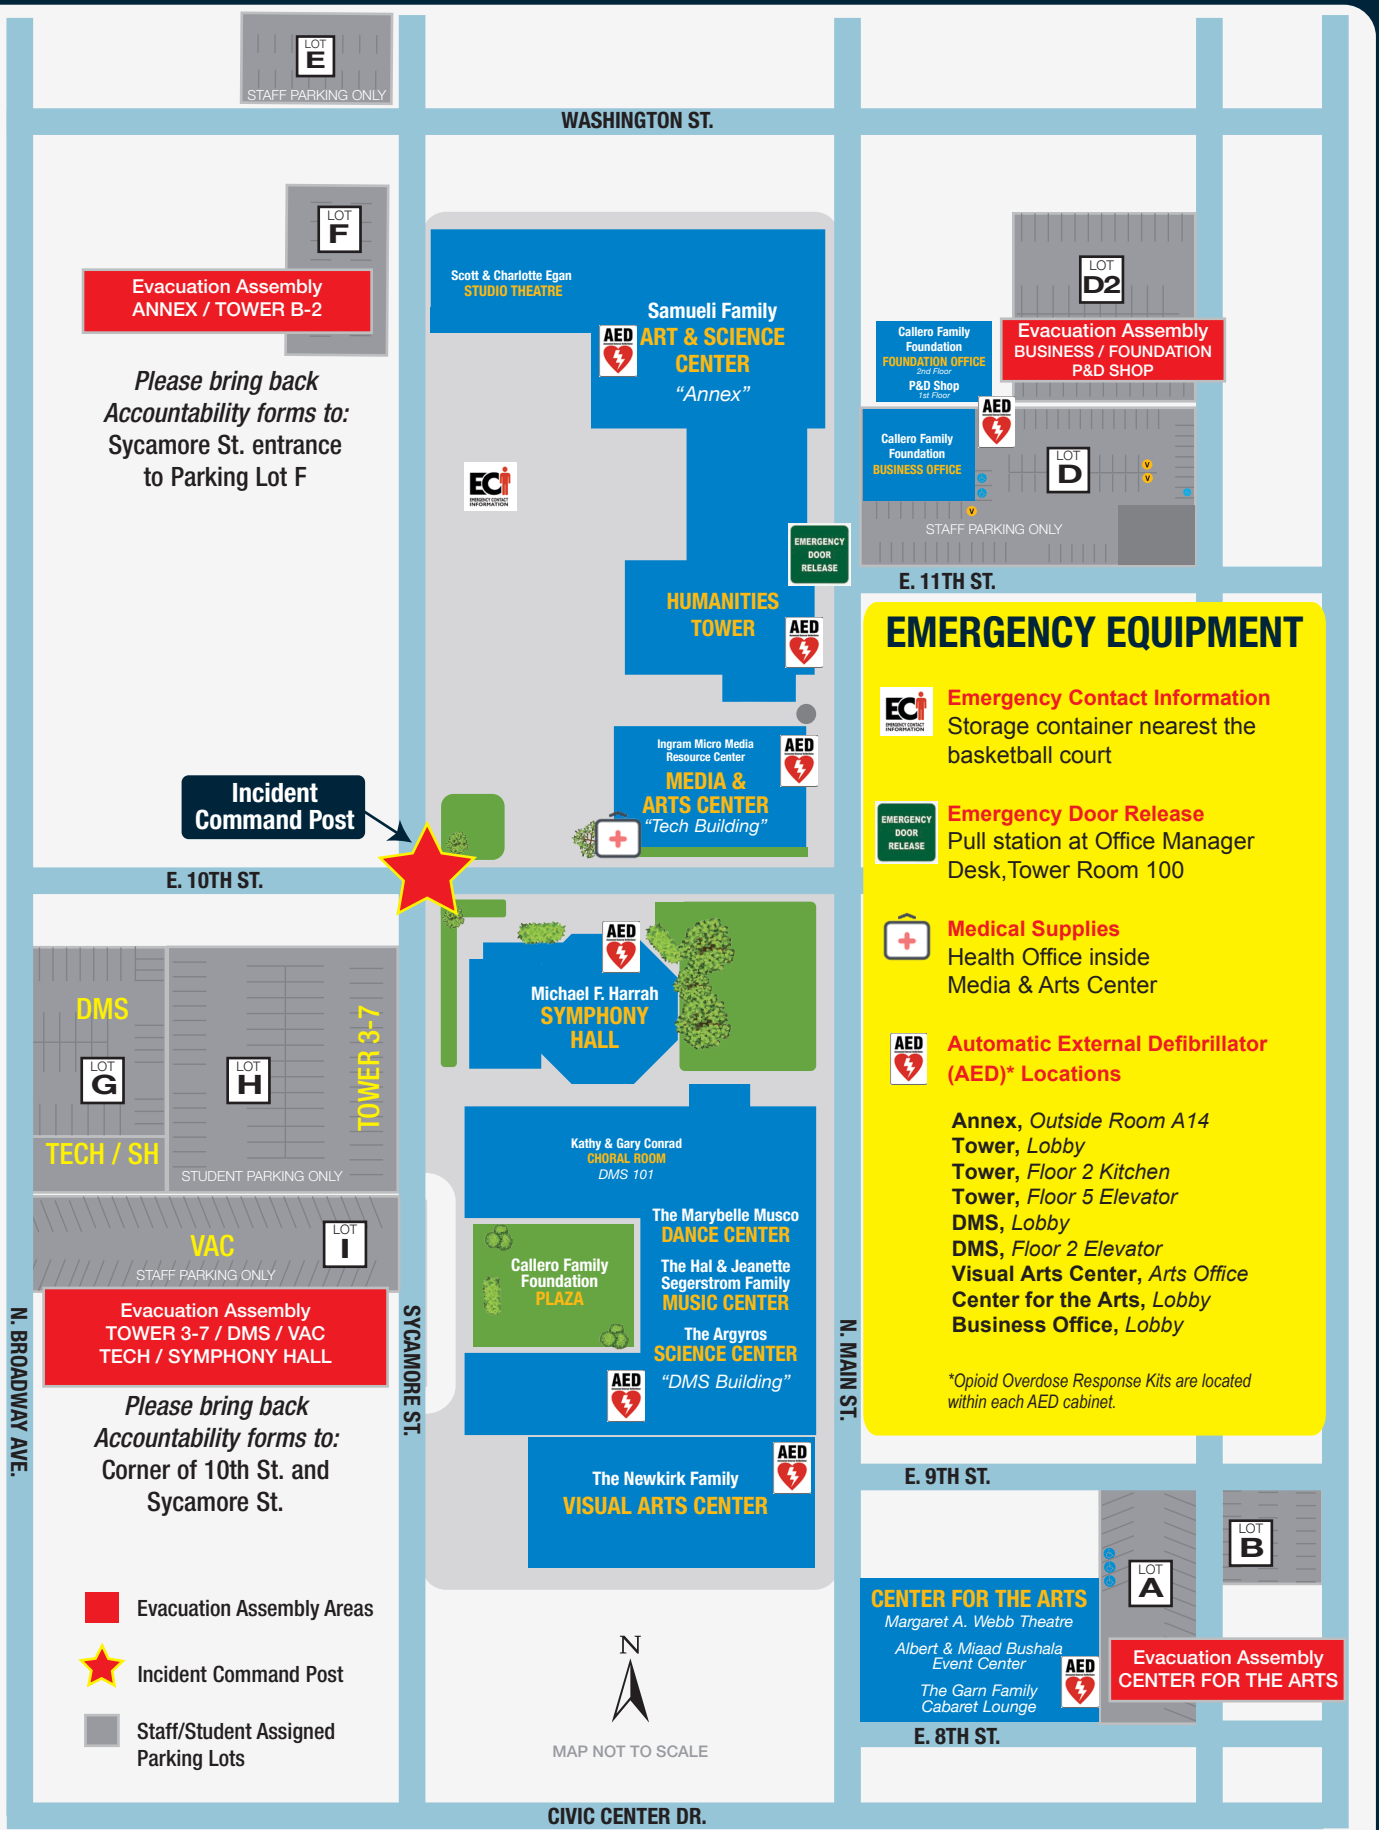 LOT
E
STAFF PARKING ONLY
WASHINGTON ST.
LOT
F
Evacuation Assembly
ANNEX / TOWER B-2
Please bring back
Accountability forms to:
Sycamore St. entrance
to Parking Lot F
Scott & Charlotte Egan
STUDIO THEATRE
Samueli Family
ART & SCIENCE
CENTER
"Annex"
AED
ECI
EMERGENCY CONTACT
INFORMATION
LOT
D2
Evacuation Assembly
BUSINESS / FOUNDATION
P&D SHOP
Callero Family
Foundation
FOUNDATION OFFICE
2nd Floor
P&D Shop
1st Floor
AED
Callero Family
Foundation
BUSINESS OFFICE
LOT
D
V
V
V
STAFF PARKING ONLY
E. 11TH ST.
EMERGENCY
DOOR
RELEASE
HUMANITIES
TOWER
AED
Ingram Micro Media
Resource Center
MEDIA &
ARTS CENTER
"Tech Building"
AED
Incident
Command Post
E. 10TH ST.
EMERGENCY EQUIPMENT
ECI
EMERGENCY CONTACT
INFORMATION
Emergency Contact Information
Storage container nearest the
basketball court
EMERGENCY
DOOR
RELEASE
Emergency Door Release
Pull station at Office Manager
Desk,Tower Room 100
Medical Supplies
Health Office inside
Media & Arts Center
AED
Automatic External Defibrillator
(AED)* Locations
Annex, Outside Room A14
Tower, Lobby
Tower, Floor 2 Kitchen
Tower, Floor 5 Elevator
DMS, Lobby
DMS, Floor 2 Elevator
Visual Arts Center, Arts Office
Center for the Arts, Lobby
Business Office, Lobby
*Opioid Overdose Response Kits are located
within each AED cabinet.
DMS
LOT
G
TECH / SH
LOT
H
TOWER 3-7
STUDENT PARKING ONLY
VAC
LOT
I
STAFF PARKING ONLY
Evacuation Assembly
TOWER 3-7 / DMS / VAC
TECH / SYMPHONY HALL
Please bring back
Accountability forms to:
Corner of 10th St. and
Sycamore St.
N. BROADWAY AVE.
SYCAMORE ST.
N. MAIN ST.
AED
Michael F. Harrah
SYMPHONY
HALL
Kathy & Gary Conrad
CHORAL ROOM
DMS 101
The Marybelle Musco
DANCE CENTER
The Hal & Jeanette
Segerstrom Family
MUSIC CENTER
The Argyros
SCIENCE CENTER
"DMS Building"
Callero Family
Foundation
PLAZA
AED
AED
The Newkirk Family
VISUAL ARTS CENTER
E. 9TH ST.
LOT
B
LOT
A
CENTER FOR THE ARTS
Margaret A. Webb Theatre
Albert & Miaad Bushala
Event Center
The Garn Family
Cabaret Lounge
AED
Evacuation Assembly
CENTER FOR THE ARTS
E. 8TH ST.
Evacuation Assembly Areas
Incident Command Post
Staff/Student Assigned
Parking Lots
N
MAP NOT TO SCALE
CIVIC CENTER DR.